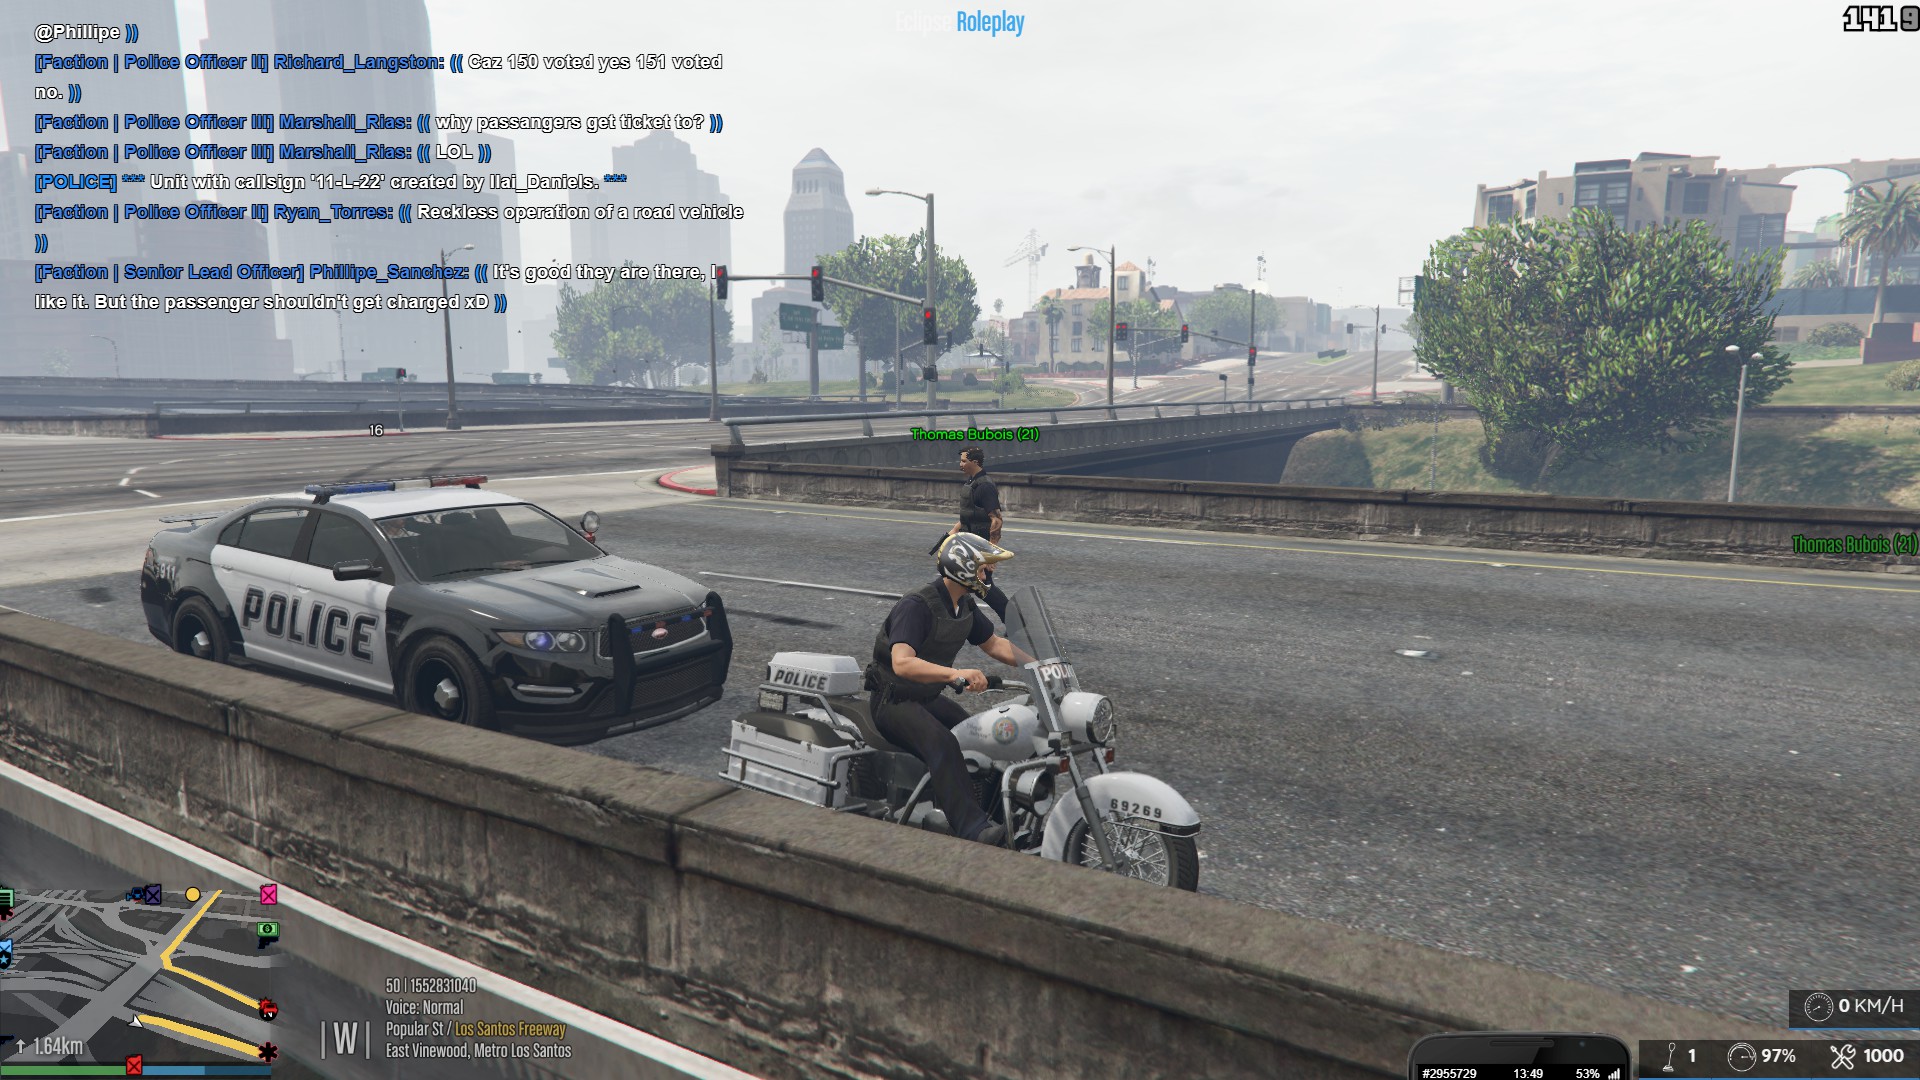 Eclipse Roleplay
1419
@Phillipe ))
[Faction | Police Officer II] Richard_Langston: (( Caz 150 voted yes 151 voted
no. ))
[Faction | Police Officer III] Marshall_Rias: (( why passangers get ticket to? ))
[Faction | Police Officer III] Marshall_Rias: (( LOL ))
[POLICE] *** Unit with callsign '11-L-22' created by Ilai_Daniels. ***
[Faction | Police Officer II] Ryan_Torres: (( Reckless operation of a road vehicle
))
[Faction | Senior Lead Officer] Phillipe_Sanchez: (( It's good they are there, I
like it. But the passenger shouldn't get charged xD ))
16
Thomas Bubois (21)
Thomas Bubois (21)
911
POLICE
POLICE
POLI
69269
50 | 1552831040
Voice: Normal
| W |
Popular St / Los Santos Freeway
East Vinewood, Metro Los Santos
1.64km
0 KM/H
1 97% 1000
#2955729 13:49 53%